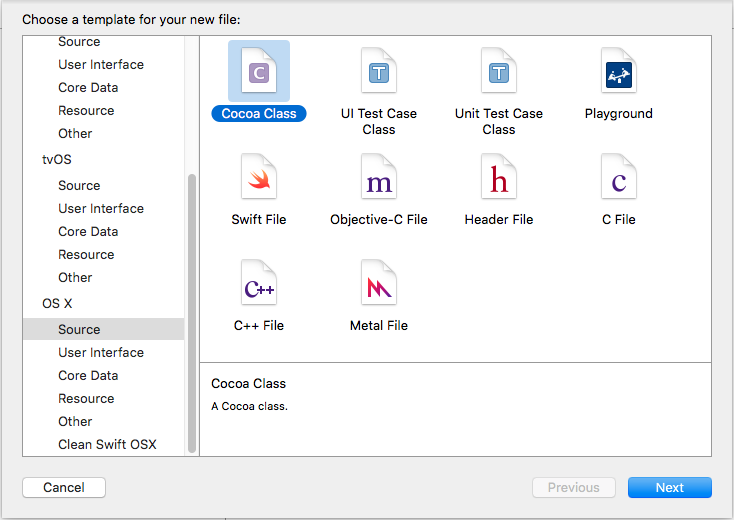 Choose a template for your new file:
Source
User Interface
Core Data
Resource
Other
tvOS
Source
User Interface
Core Data
Resource
Other
OS X
Source
User Interface
Core Data
Resource
Other
Clean Swift OSX
C
Cocoa Class
T
UI Test Case
Class
T
Unit Test Case
Class
Playground
Swift File
m
Objective-C File
h
Header File
c
C File
C++
C++ File
Metal File
Cocoa Class
A Cocoa class.
Cancel
Previous
Next